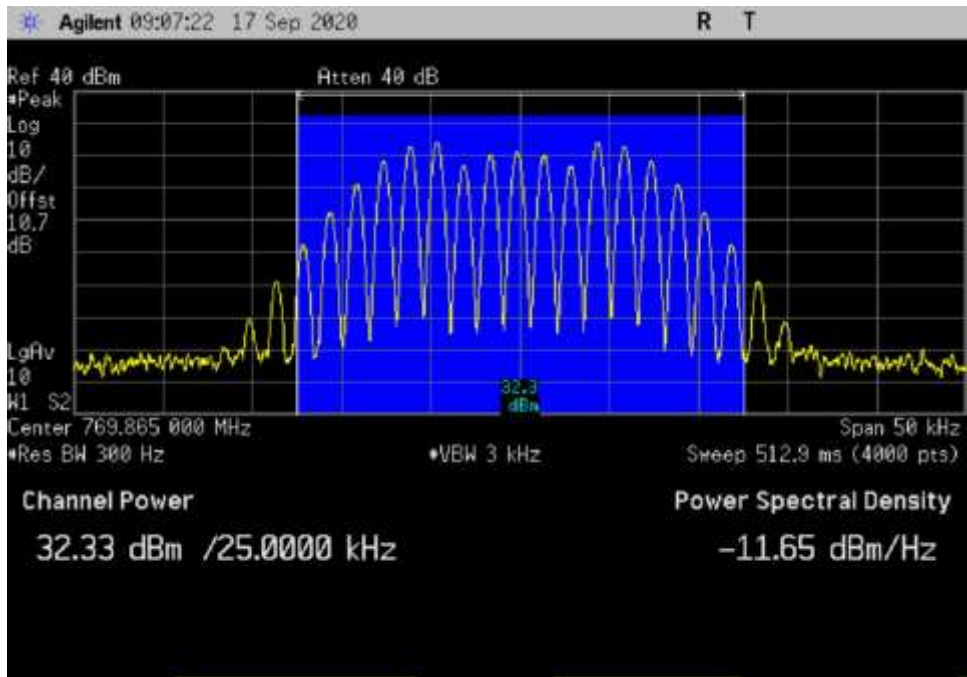 Agilent 09:07:22 17 Sep 2020 R T
Ref 40 dBm Atten 40 dB
#Peak
Log
10
dB/
Offst
10.7
dB
LgAv
10
W1 S2
32.3
dBm
Center 769.865 000 MHz Span 50 kHz
#Res BW 300 Hz #VBW 3 kHz Sweep 512.9 ms (4000 pts)
Channel Power Power Spectral Density
32.33 dBm /25.0000 kHz -11.65 dBm/Hz